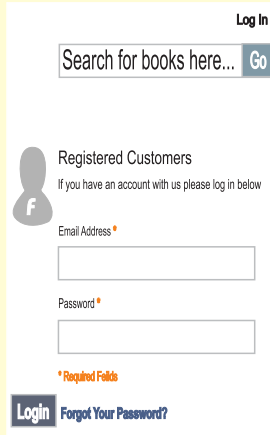 Log In
Search for books here... Go
Registered Customers
If you have an account with us please log in below
F
Email Address *
Password *
* Required Feilds
Login Forgot Your Password?